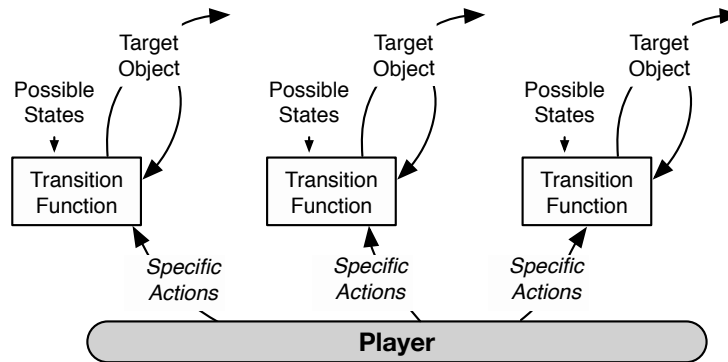 Target
Object
Possible
States
Transition
Function
Specific
Actions
Target
Object
Possible
States
Transition
Function
Specific
Actions
Target
Object
Possible
States
Transition
Function
Specific
Actions
Player